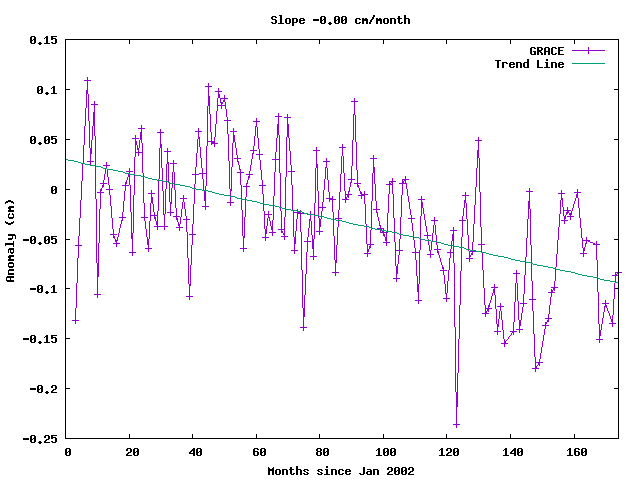 Slope -0.00 cm/month
GRACE
Trend Line
0.15
0.1
0.05
0
-0.05
-0.1
-0.15
-0.2
-0.25
Anomaly (cm)
0 20 40 60 80 100 120 140 160
Months since Jan 2002